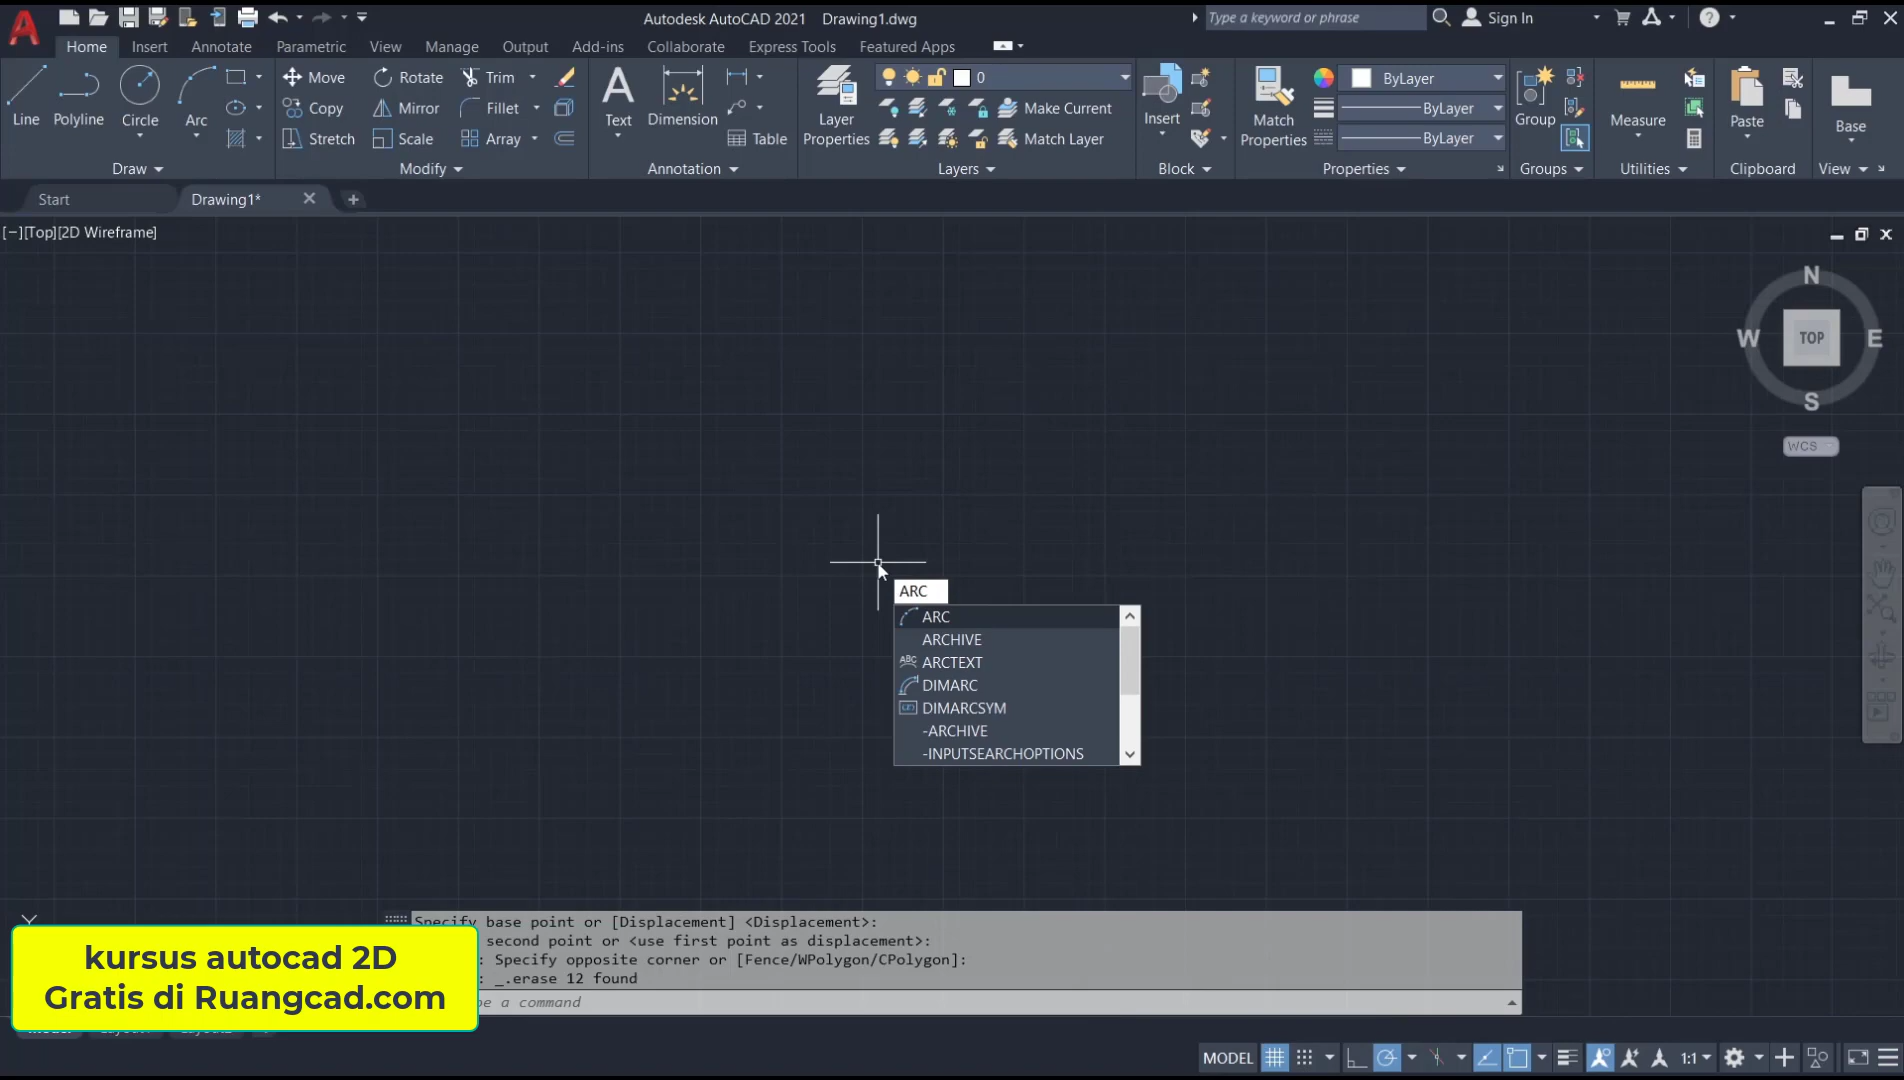 Autodesk AutoCAD 2021 Drawing1.dwg
Type a keyword or phrase
Sign In
Home Insert Annotate Parametric View Manage Output Add-ins Collaborate Express Tools Featured Apps
Line Polyline Circle Arc
Move Rotate Trim
Copy Mirror Fillet
Stretch Scale Array
Text Dimension Table
Layer Properties
0
Make Current
Match Layer
Insert
Match Properties
ByLayer
ByLayer
ByLayer
Group
Measure
Paste
Base
Draw Modify Annotation Layers Block Properties Groups Utilities Clipboard View
Start Drawing1*
[−][Top][2D Wireframe]
N
W TOP E
S
WCS
ARC
ARC
ARCHIVE
ABC ARCTEXT
DIMARC
DIMARCSYM
-ARCHIVE
-INPUTSEARCHOPTIONS
Y
Specify base point or [Displacement] <Displacement>:
second point or <use first point as displacement>:
: Specify opposite corner or [Fence/WPolygon/CPolygon]:
: _.erase 12 found
a command
kursus autocad 2D
Gratis di Ruangcad.com
MODEL 1:1